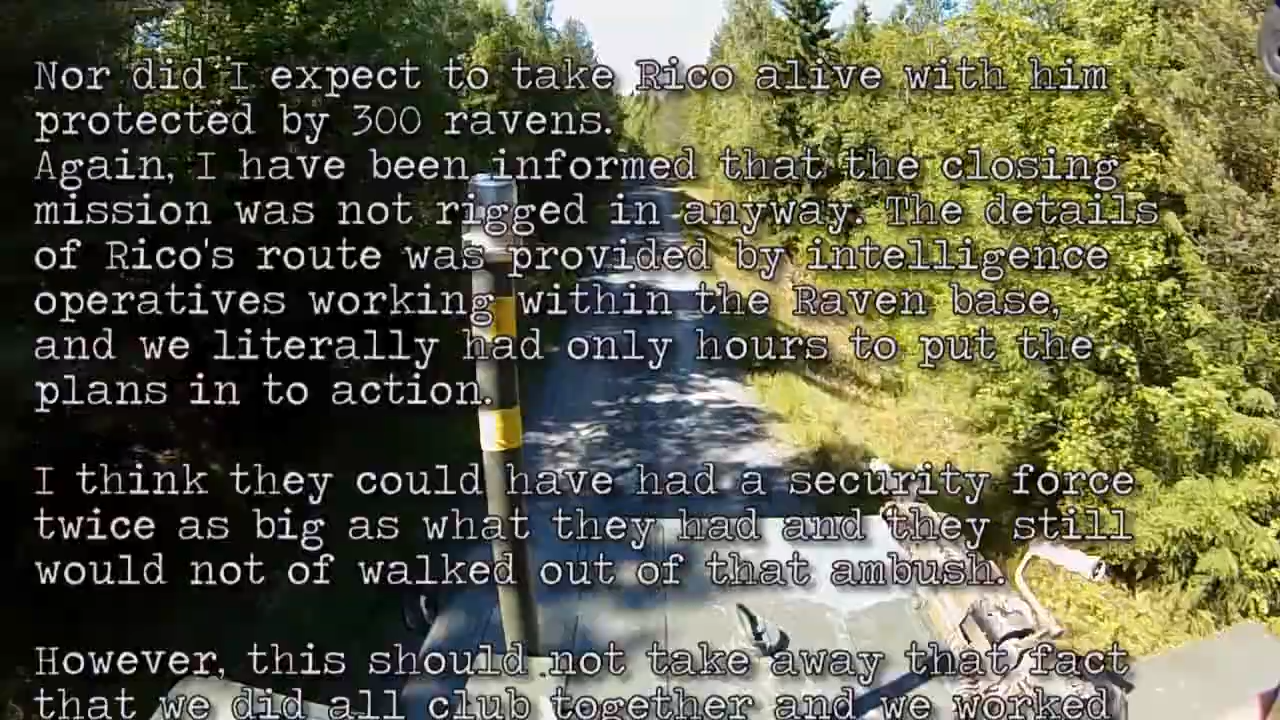 Nor did I expect to take Rico alive with him
protected by 300 ravens.
Again, I have been informed that the closing
mission was not rigged in anyway. The details
of Rico's route was provided by intelligence
operatives working within the Raven base,
and we literally had only hours to put the
plans in to action.
I think they could have had a security force
twice as big as what they had and they still
would not of walked out of that ambush.
However, this should not take away that fact
that we did all club together and we worked